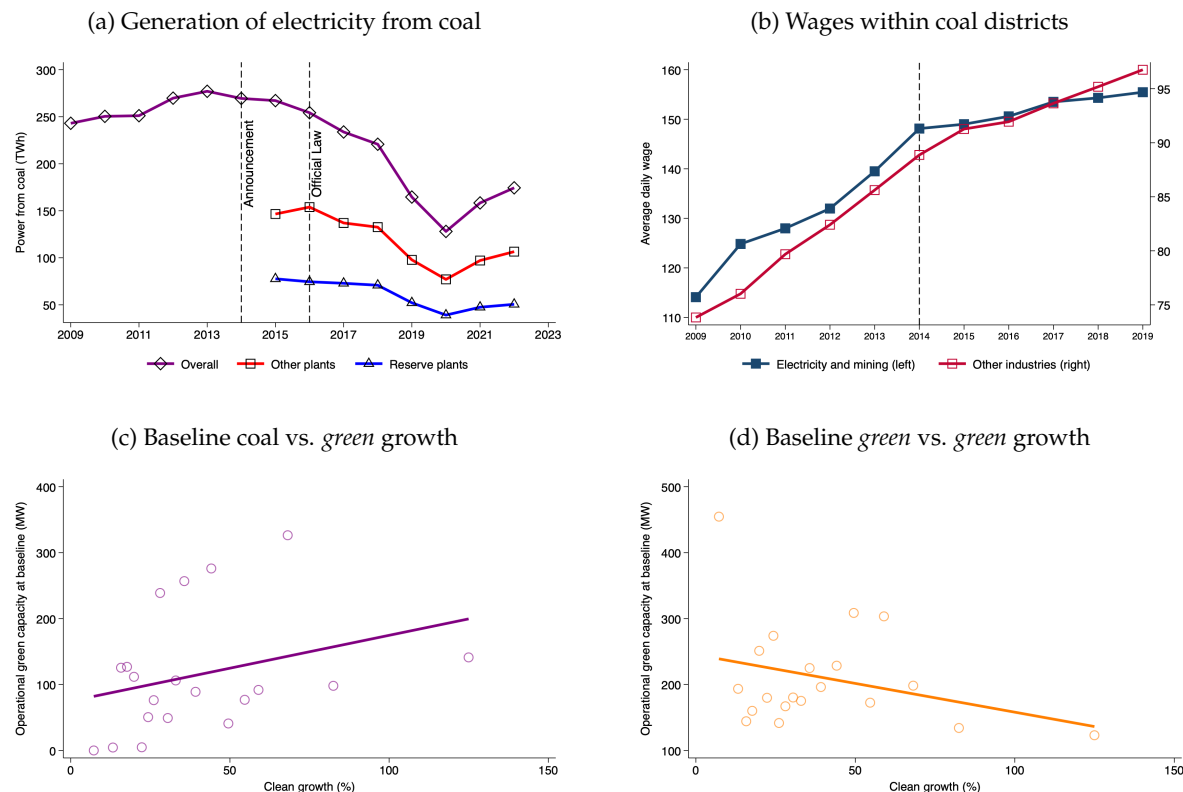 (a) Generation of electricity from coal
Power from coal (TWh)
300
250
200
150
100
50
Announcement
Official Law
2009 2011 2013 2015 2017 2019 2021 2023
Overall Other plants Reserve plants
(b) Wages within coal districts
Average daily wage
160
150
140
130
120
110
95
90
85
80
75
2009 2010 2011 2012 2013 2014 2015 2016 2017 2018 2019
Electricity and mining (left) Other industries (right)
(c) Baseline coal vs. green growth
Operational green capacity at baseline (MW)
400
300
200
100
0
0 50 100 150
Clean growth (%)
(d) Baseline green vs. green growth
Operational green capacity at baseline (MW)
500
400
300
200
100
0 50 100 150
Clean growth (%)